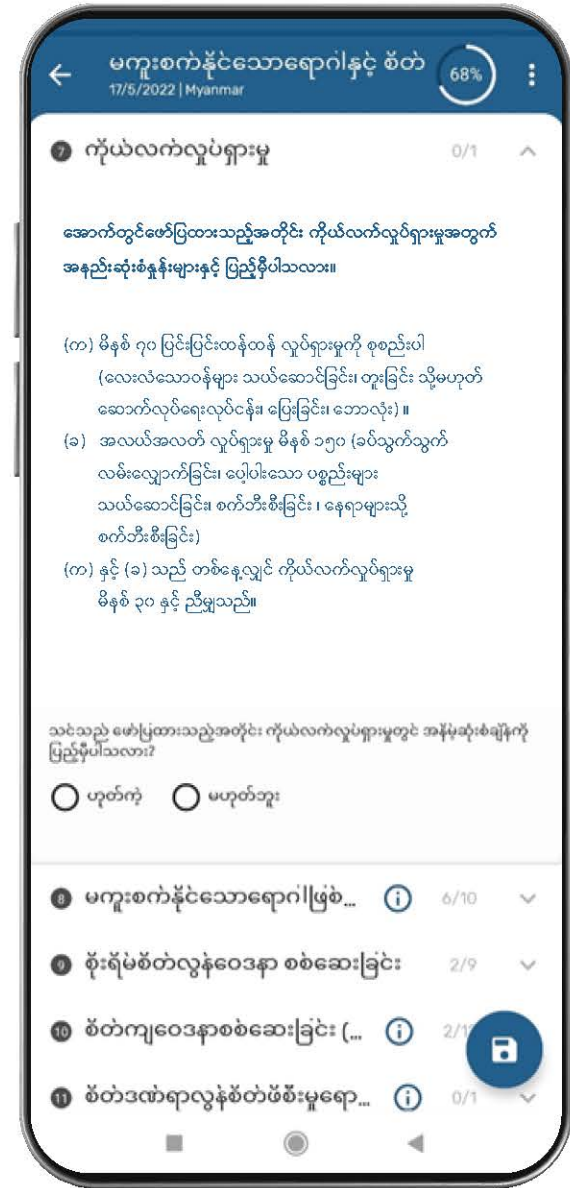 မကူးစက်နိုင်သောရောဂါနှင့် စိတ် 68%
17/5/2022 | Myanmar
7 ကိုယ်လက်လှုပ်ရှားမှု 0/1
အောက်တွင်ဖော်ပြထားသည့်အတိုင်း ကိုယ်လက်လှုပ်ရှားမှုအတွက်
အနည်းဆုံးစံနှုန်းများနှင့် ပြည့်မှီပါသလား။
(က) မိနစ် ၇၀ ပြင်းပြင်းထန်ထန် လှုပ်ရှားမှုကို စုစည်းပါ
(လေးလံသောဝန်များ သယ်ဆောင်ခြင်း၊ တူးခြင်း သို့မဟုတ်
ဆောက်လုပ်ရေးလုပ်ငန်း၊ ပြေးခြင်း၊ ဘောလုံး) ။
(ခ) အလယ်အလတ် လှုပ်ရှားမှု မိနစ် ၁၅၀ (ခပ်သွက်သွက်
လမ်းလျှောက်ခြင်း၊ ပေါ့ပါးသော ပစ္စည်းများ
သယ်ဆောင်ခြင်း၊ စက်ဘီးစီးခြင်း ၊ နေရာများသို့
စက်ဘီးစီးခြင်း)
(က) နှင့် (ခ) သည် တစ်နေ့လျှင် ကိုယ်လက်လှုပ်ရှားမှု
မိနစ် ၃၀ နှင့် ညီမျှသည်။
သင်သည် ဖော်ပြထားသည့်အတိုင်း ကိုယ်လက်လှုပ်ရှားမှုတွင် အနိမ့်ဆုံးစံချိန်ကို
ပြည့်မှီပါသလား?
ဟုတ်ကဲ့ မဟုတ်ဘူး
8 မကူးစက်နိုင်သောရောဂါဖြစ်... 6/10
9 စိုးရိမ်စိတ်လွန်ဝေဒနာ စစ်ဆေးခြင်း 2/9
10 စိတ်ကျဝေဒနာစစ်ဆေးခြင်း (...
11 စိတ်ဒဏ်ရာလွန်စိတ်ဖိစီးမှုရော... 0/1